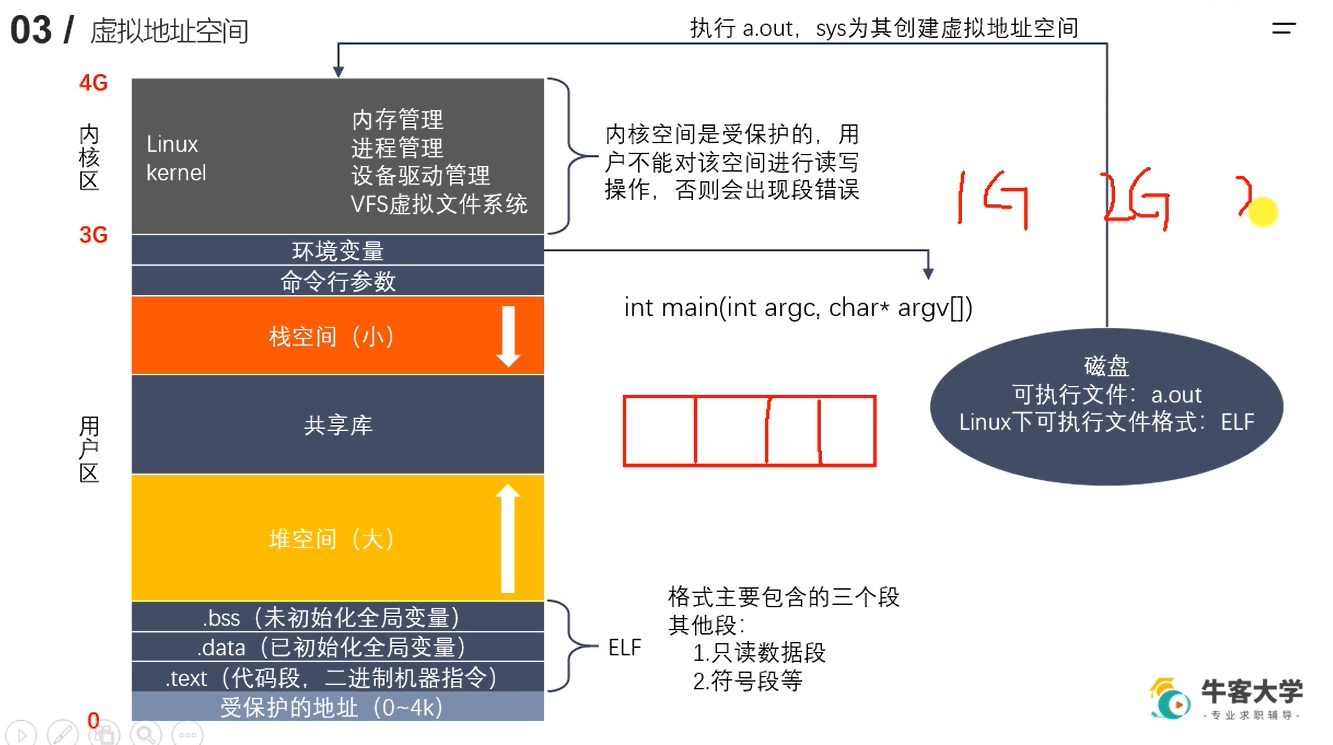 03 / 虚拟地址空间
执行 a.out，sys为其创建虚拟地址空间
4G
内核区
Linux
kernel
内存管理
进程管理
设备驱动管理
VFS虚拟文件系统
内核空间是受保护的，用
户不能对该空间进行读写
操作，否则会出现段错误
1G 2G
3G
环境变量
命令行参数
int main(int argc, char* argv[])
栈空间（小）
共享库
用户区
堆空间（大）
磁盘
可执行文件：a.out
Linux下可执行文件格式：ELF
.bss（未初始化全局变量）
.data（已初始化全局变量）
.text（代码段，二进制机器指令）
受保护的地址（0~4k）
0
ELF
格式主要包含的三个段
其他段：
1.只读数据段
2.符号段等
牛客大学
·专业求职辅导·